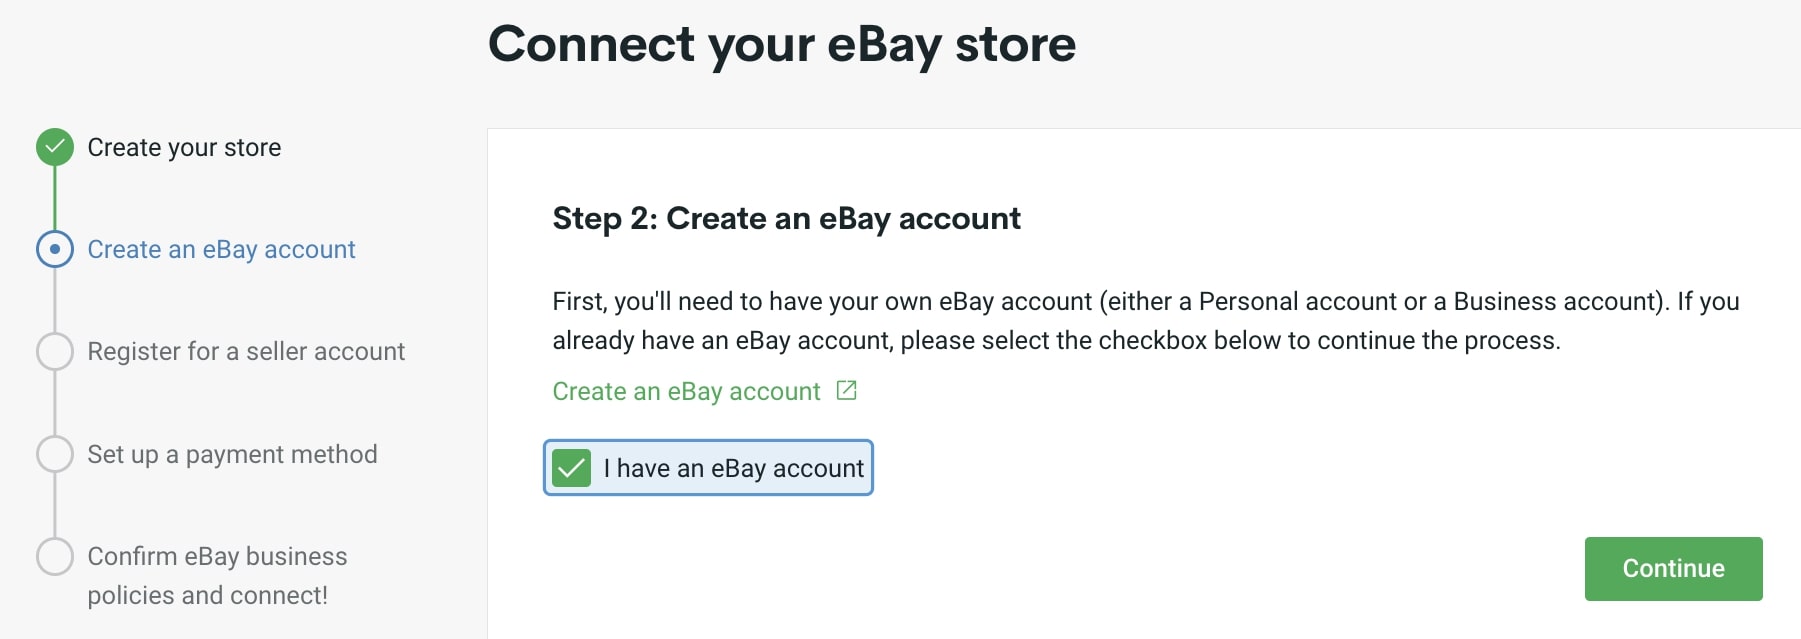 Connect your eBay store
Create your store
Create an eBay account
Register for a seller account
Set up a payment method
Confirm eBay business
policies and connect!
Step 2: Create an eBay account
First, you'll need to have your own eBay account (either a Personal account or a Business account). If you
already have an eBay account, please select the checkbox below to continue the process.
Create an eBay account
I have an eBay account
Continue